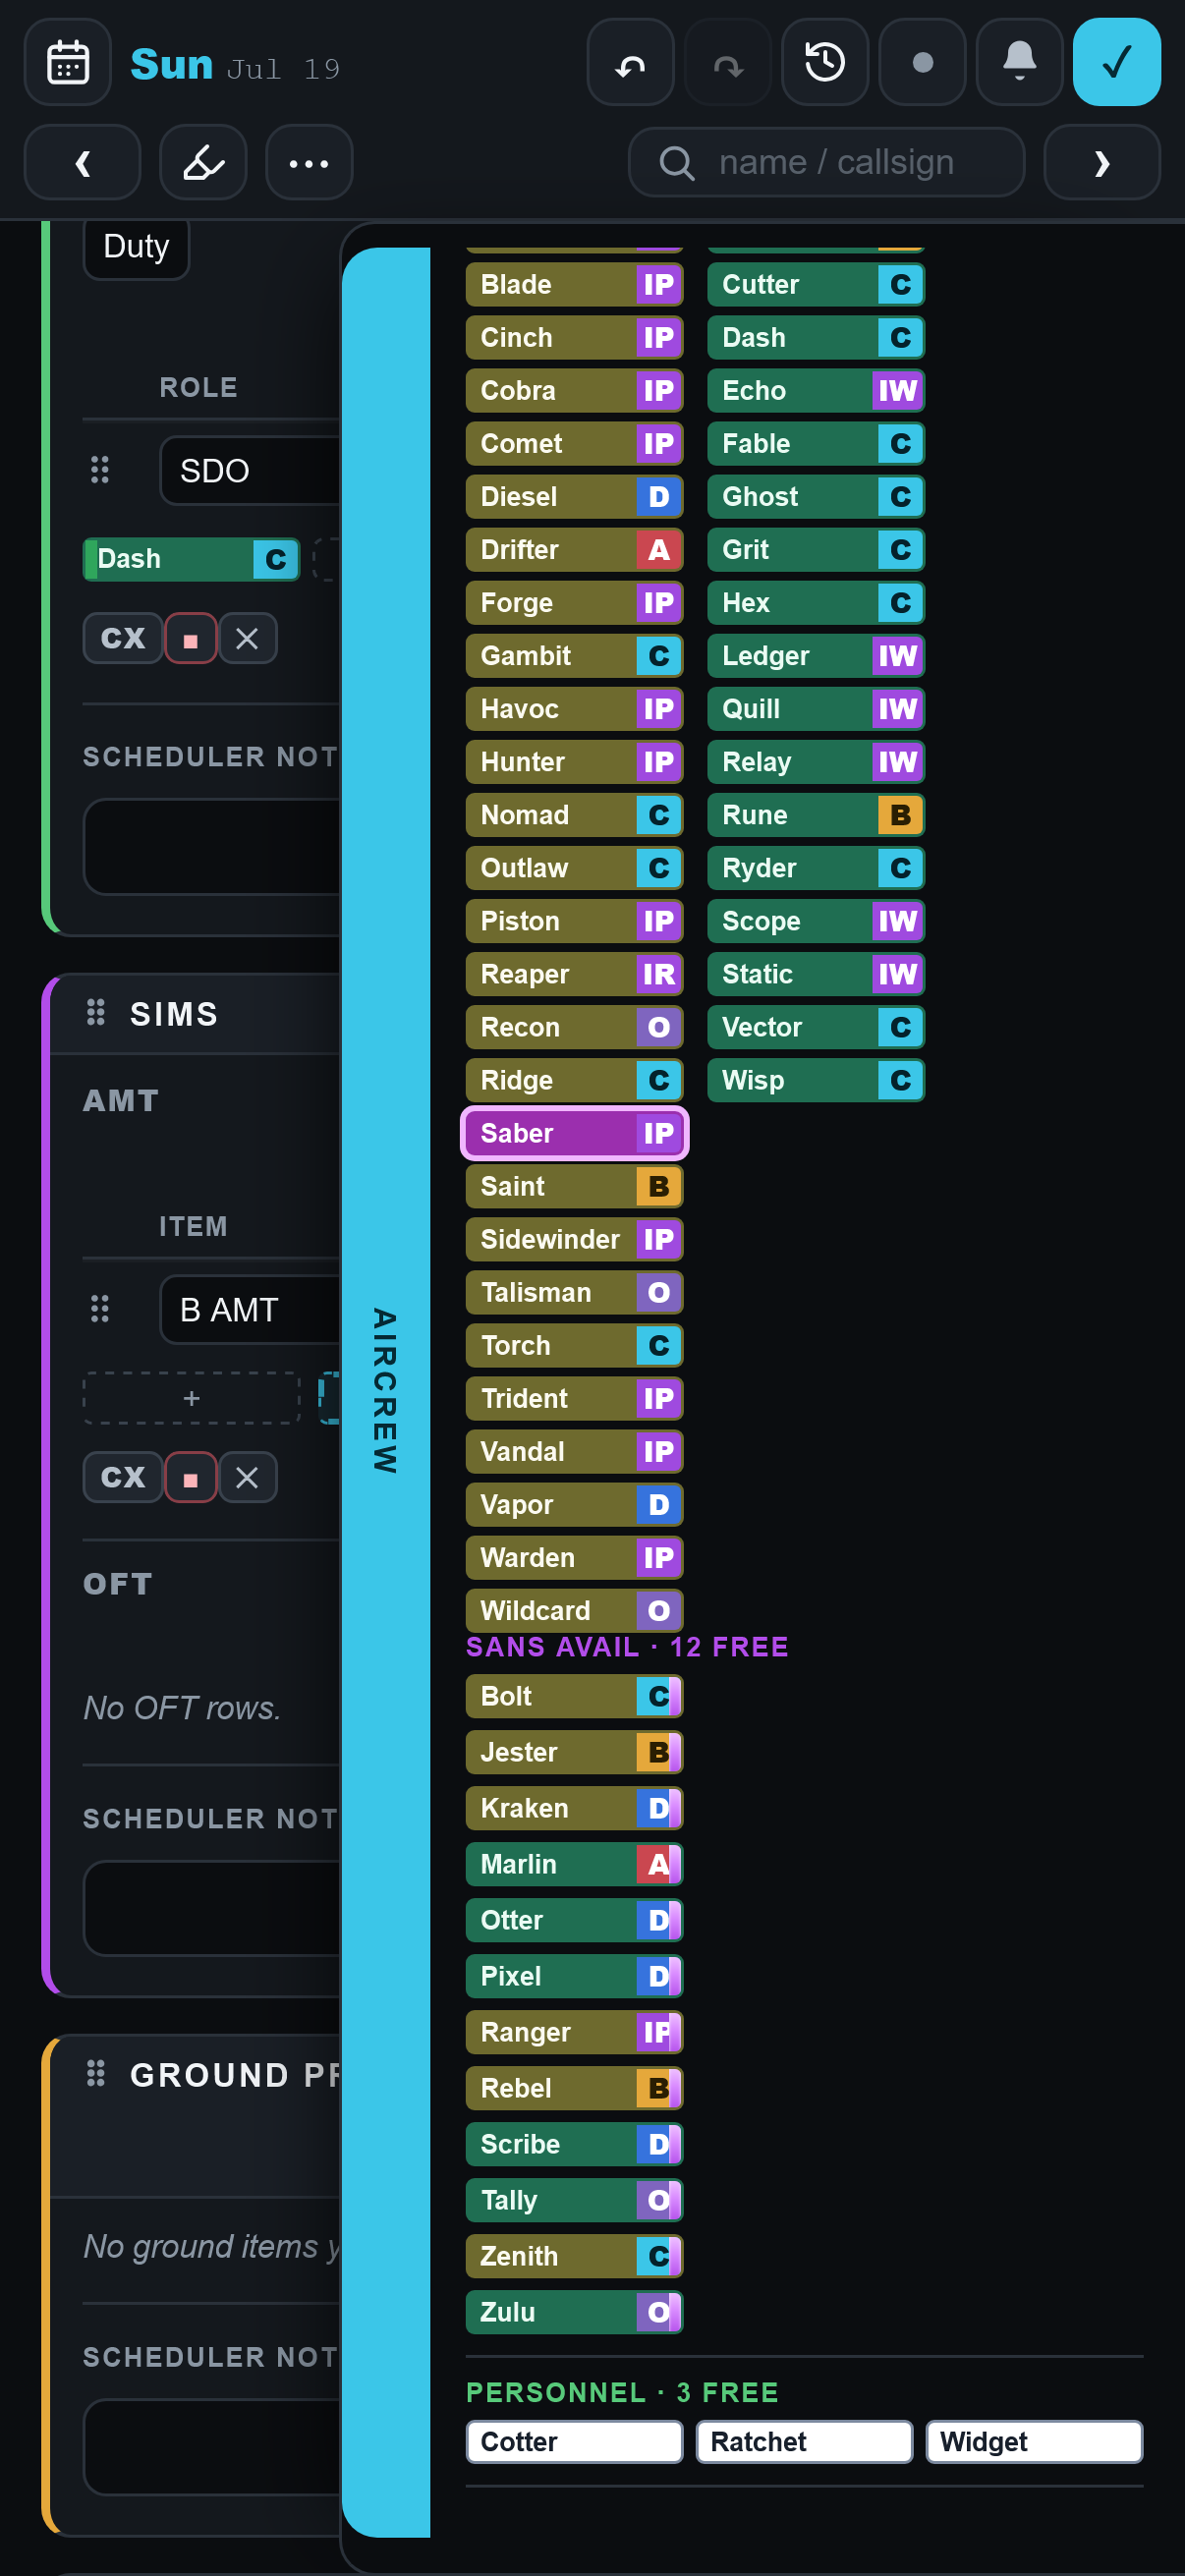 Sun Jul 19
name / callsign
Duty
ROLE
SDO
Dash C
CX
SCHEDULER NOT
SIMS
AMT
ITEM
B AMT
+
CX
OFT
No OFT rows.
SCHEDULER NOT
GROUND PR
No ground items y
SCHEDULER NOT
AIRCREW
Blade IP
Cinch IP
Cobra IP
Comet IP
Diesel D
Drifter A
Forge IP
Gambit C
Havoc IP
Hunter IP
Nomad C
Outlaw C
Piston IP
Reaper IR
Recon O
Ridge C
Saber IP
Saint B
Sidewinder IP
Talisman O
Torch C
Trident IP
Vandal IP
Vapor D
Warden IP
Wildcard O
Cutter C
Dash C
Echo IW
Fable C
Ghost C
Grit C
Hex C
Ledger IW
Quill IW
Relay IW
Rune B
Ryder C
Scope IW
Static IW
Vector C
Wisp C
SANS AVAIL · 12 FREE
Bolt C
Jester B
Kraken D
Marlin A
Otter D
Pixel D
Ranger IP
Rebel B
Scribe D
Tally O
Zenith C
Zulu O
PERSONNEL · 3 FREE
Cotter
Ratchet
Widget